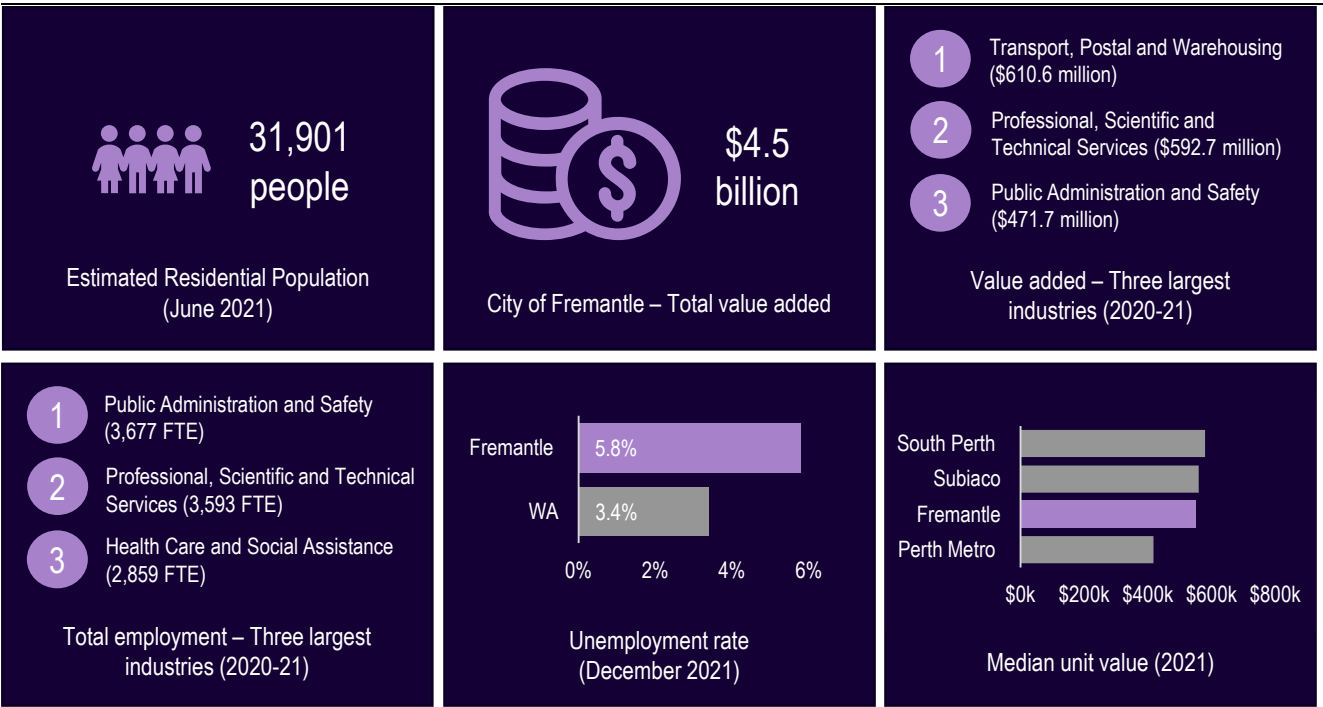 31,901
people
Estimated Residential Population
(June 2021)
$
$4.5
billion
City of Fremantle – Total value added
1
Transport, Postal and Warehousing
($610.6 million)
2
Professional, Scientific and
Technical Services ($592.7 million)
3
Public Administration and Safety
($471.7 million)
Value added – Three largest
industries (2020-21)
1
Public Administration and Safety
(3,677 FTE)
2
Professional, Scientific and Technical
Services (3,593 FTE)
3
Health Care and Social Assistance
(2,859 FTE)
Total employment – Three largest
industries (2020-21)
Fremantle 5.8%
WA 3.4%
0% 2% 4% 6%
Unemployment rate
(December 2021)
South Perth
Subiaco
Fremantle
Perth Metro
$0k $200k $400k $600k $800k
Median unit value (2021)